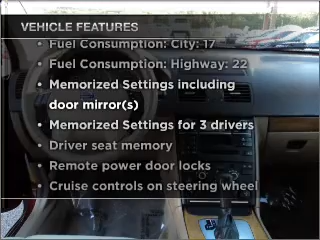 VEHICLE FEATURES
• Fuel Consumption: City: 17
• Fuel Consumption: Highway: 22
• Memorized Settings including
door mirror(s)
• Memorized Settings for 3 drivers
• Driver seat memory
• Remote power door locks
• Cruise controls on steering wheel